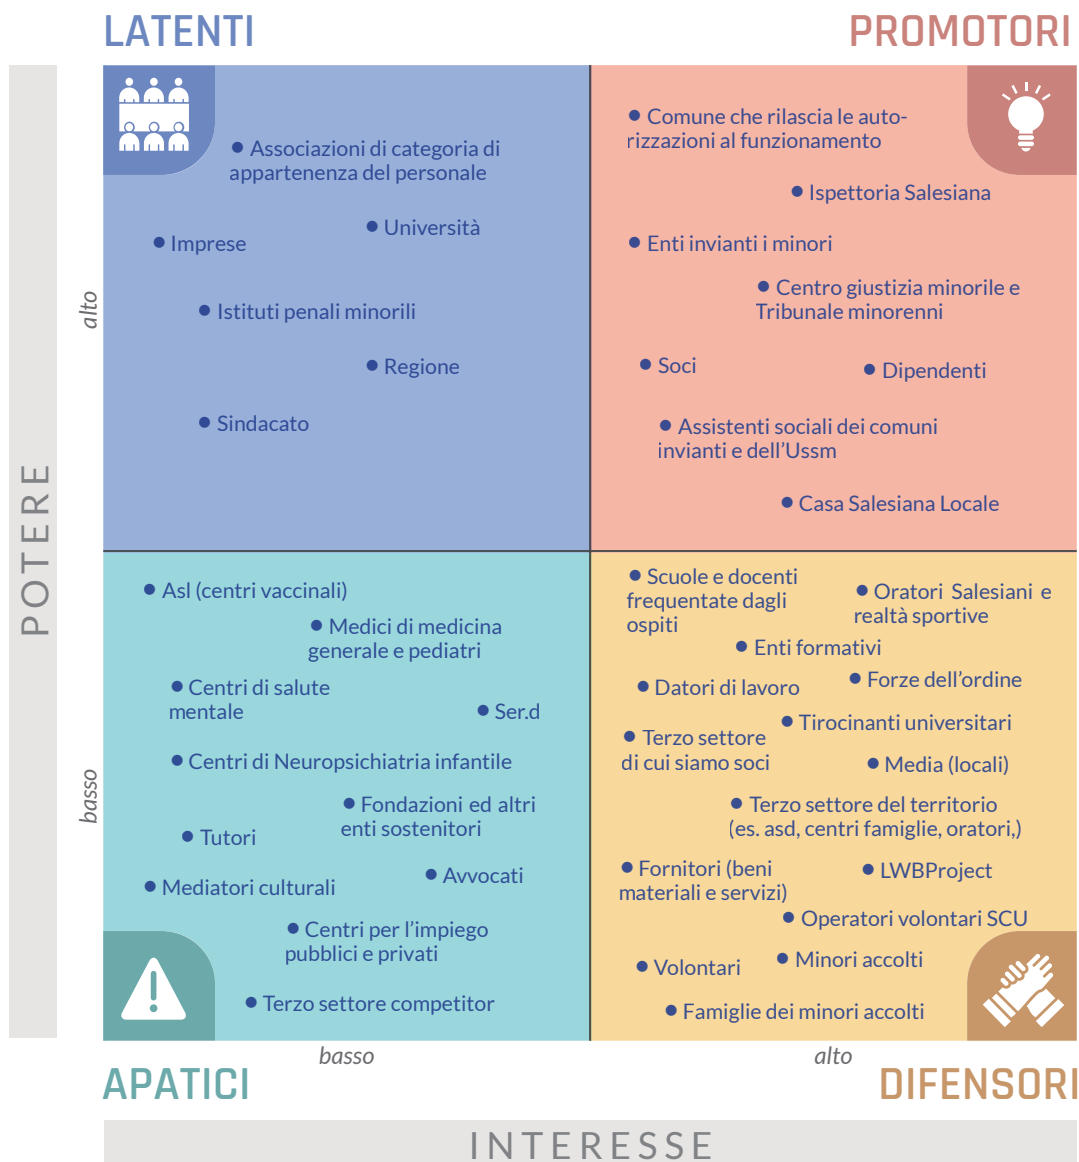 LATENTI
PROMOTORI
POTERE
alto
basso
● Associazioni di categoria di
appartenenza del personale
● Università
● Imprese
● Istituti penali minorili
● Regione
● Sindacato
● Comune che rilascia le auto-
rizzazioni al funzionamento
● Ispettoria Salesiana
● Enti invianti i minori
● Centro giustizia minorile e
Tribunale minorenni
● Soci
● Dipendenti
● Assistenti sociali dei comuni
invianti e dell’Ussm
● Casa Salesiana Locale
● Asl (centri vaccinali)
● Medici di medicina
generale e pediatri
● Centri di salute
mentale
● Ser.d
● Centri di Neuropsichiatria infantile
● Fondazioni ed altri
enti sostenitori
● Tutori
● Avvocati
● Mediatori culturali
● Centri per l’impiego
pubblici e privati
● Terzo settore competitor
● Scuole e docenti
frequentate dagli
ospiti
● Oratori Salesiani e
realtà sportive
● Enti formativi
● Datori di lavoro
● Forze dell’ordine
● Tirocinanti universitari
● Terzo settore
di cui siamo soci
● Media (locali)
● Terzo settore del territorio
(es. asd, centri famiglie, oratori,)
● Fornitori (beni
materiali e servizi)
● LWBProject
● Operatori volontari SCU
● Minori accolti
● Volontari
● Famiglie dei minori accolti
basso
alto
APATICI
DIFENSORI
INTERESSE